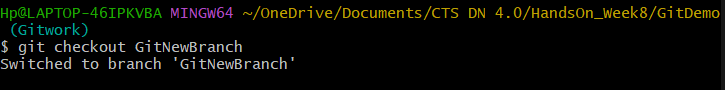 Hp@LAPTOP-46IPKVBA MINGW64 ~/OneDrive/Documents/CTS DN 4.0/HandsOn_Week8/GitDemo
(Gitwork)
$ git checkout GitNewBranch
Switched to branch 'GitNewBranch'